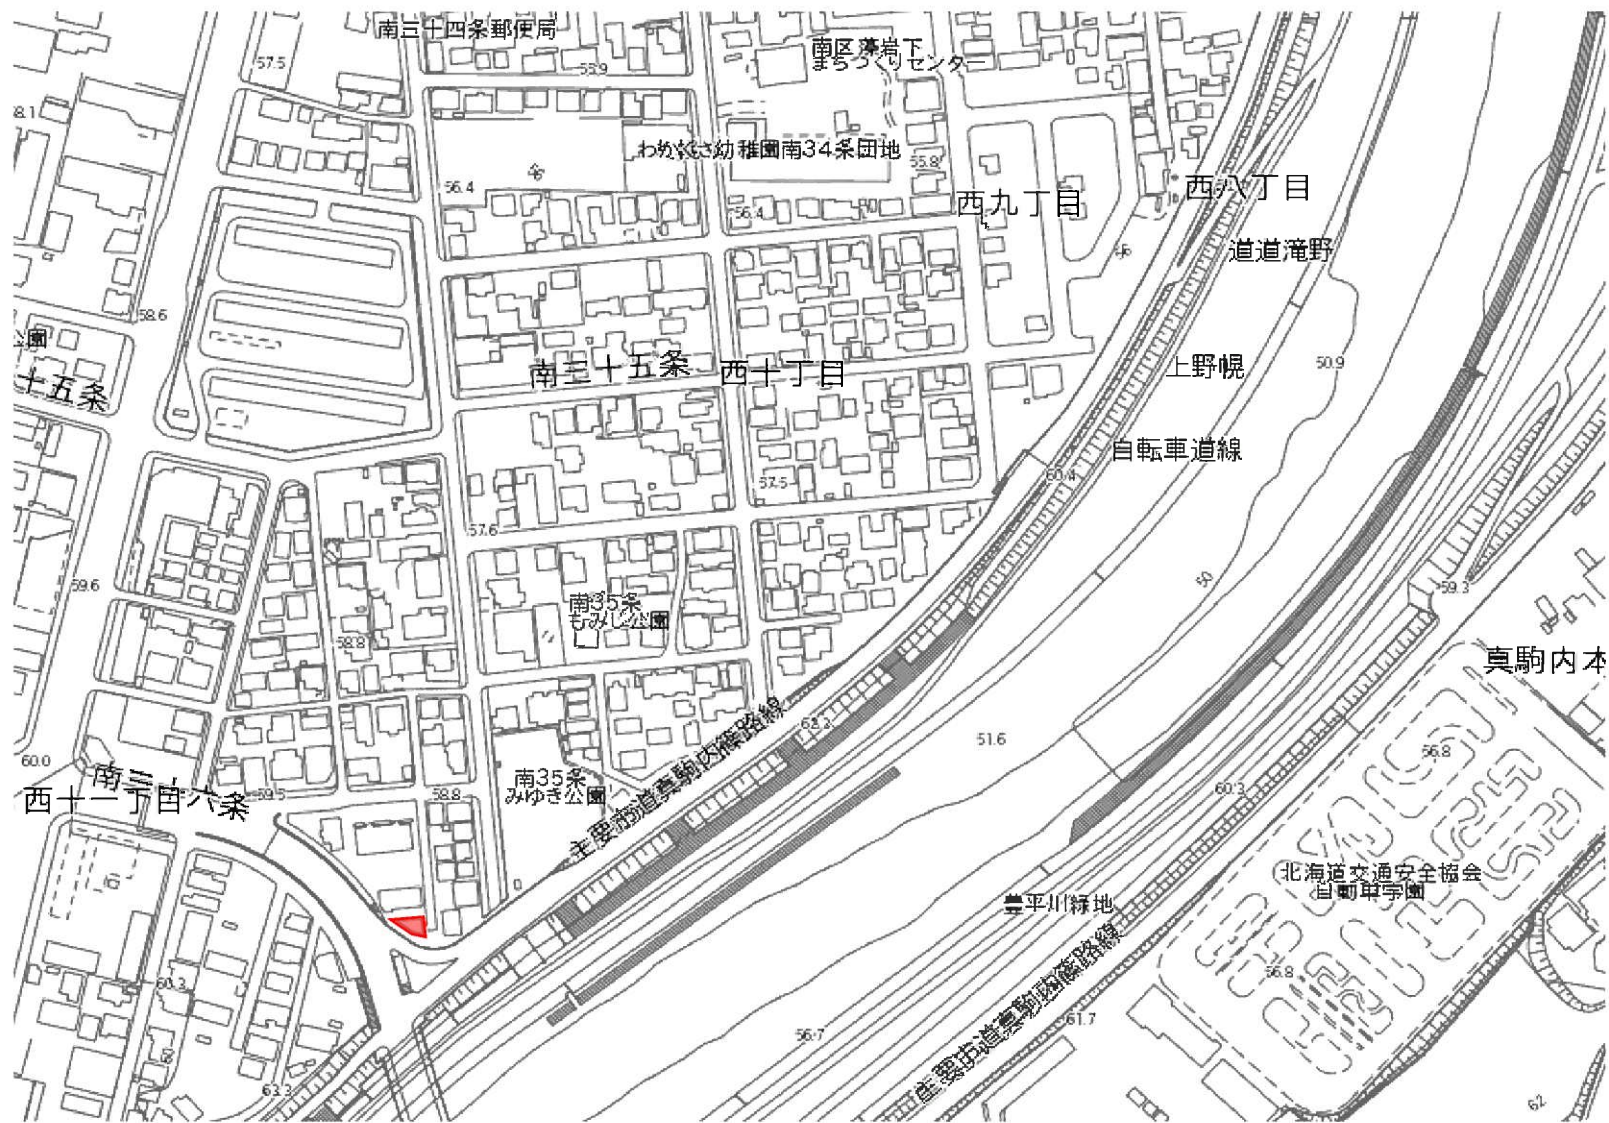 南三十四条郵便局
南区藻岩下
まちづくりセンター
57.5
55.9
8.1
わかくさ幼稚園南34条団地
55.8
56.4
46
西九丁目
西八丁目
56.4
道道滝野
58.6
公園
十五条
南三十五条
西十丁目
上野幌
50.9
自転車道線
60.4
57.5
57.6
59.6
50
59.3
南35条
もみじ公園
58.8
真駒内本
主要市道真駒内篠路線
62.3
51.6
56.8
60.0
南三十六条
西十一丁目
59.5
58.8
南35条
みゆき公園
60.3
北海道交通安全協会
自動車学園
豊平川緑地
56.8
60.3
主要市道真駒内篠路線
61.7
56.7
63.3
62